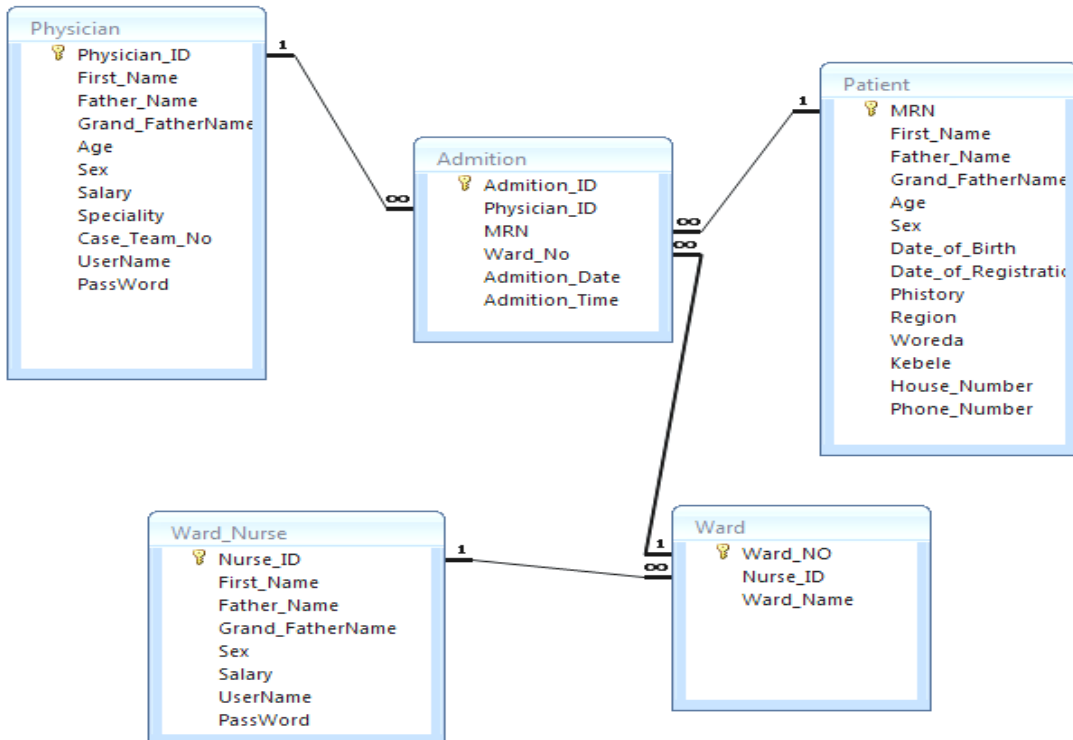 Physician
Physician_ID
First_Name
Father_Name
Grand_FatherName
Age
Sex
Salary
Speciality
Case_Team_No
UserName
PassWord
1
∞
Admition
Admition_ID
Physician_ID
MRN
Ward_No
Admition_Date
Admition_Time
∞
∞
1
Patient
MRN
First_Name
Father_Name
Grand_FatherName
Age
Sex
Date_of_Birth
Date_of_Registratio
Phistory
Region
Woreda
Kebele
House_Number
Phone_Number
Ward_Nurse
Nurse_ID
First_Name
Father_Name
Grand_FatherName
Sex
Salary
UserName
PassWord
1
1
∞
Ward
Ward_NO
Nurse_ID
Ward_Name